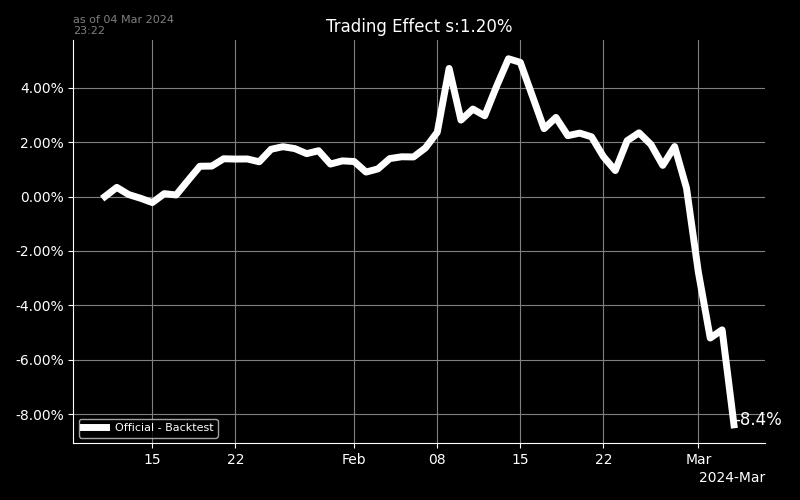 as of 04 Mar 2024
23:22
Trading Effect s:1.20%
4.00%
2.00%
0.00%
-2.00%
-4.00%
-6.00%
-8.00%
-8.4%
Official - Backtest
15 22 Feb 08 15 22 Mar
2024-Mar